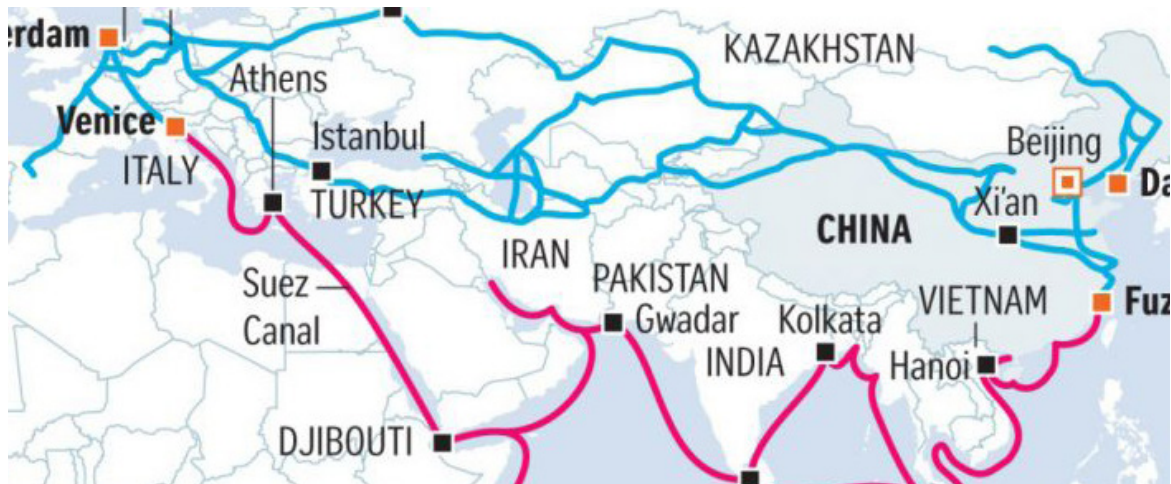 erdam
KAZAKHSTAN
Athens
Venice
Istanbul
Beijing
ITALY
Da
TURKEY
Xi'an
CHINA
IRAN
Suez
Canal
PAKISTAN
Gwadar
Kolkata
VIETNAM
Fuz
INDIA
Hanoi
DJIBOUTI